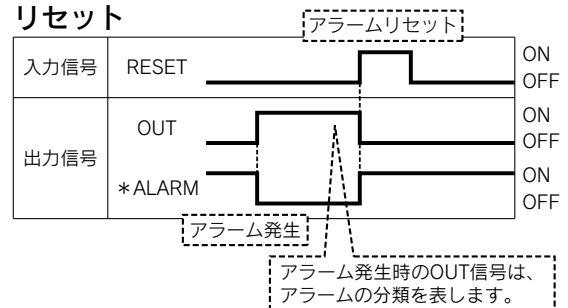 リセット
アラームリセット
入力信号 RESET ON
OFF
出力信号 OUT ON
OFF
＊ALARM ON
OFF
アラーム発生
アラーム発生時のOUT信号は、
アラームの分類を表します。